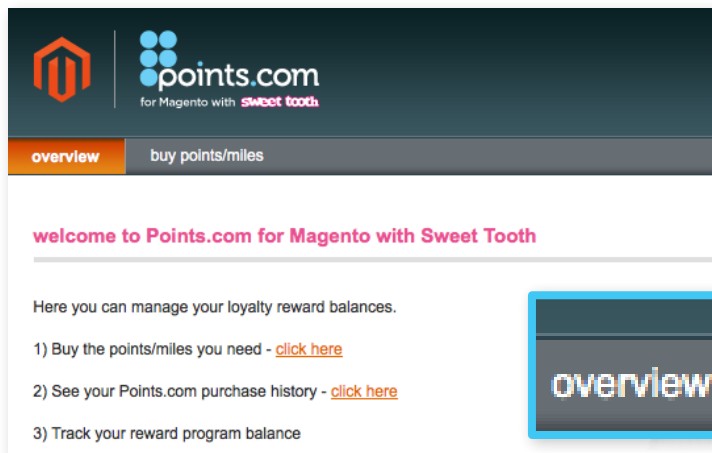 points.com
for Magento with sweet tooth
overview
buy points/miles
welcome to Points.com for Magento with Sweet Tooth
Here you can manage your loyalty reward balances.
1) Buy the points/miles you need - click here
2) See your Points.com purchase history - click here
3) Track your reward program balance
overview